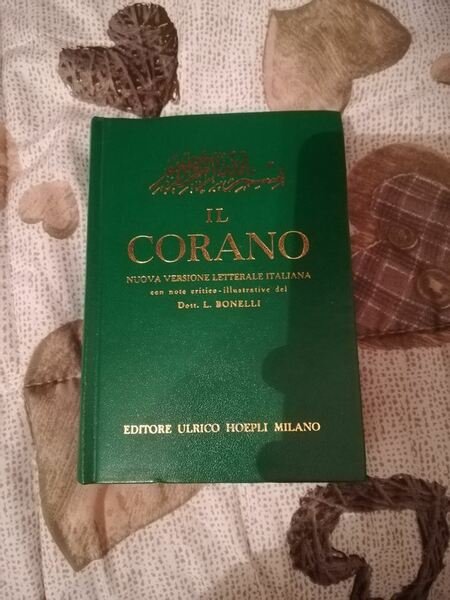 IL
CORANO
NUOVA VERSIONE LETTERALE ITALIANA
con note critico-illustrative del
Dott. L. BONELLI
EDITORE ULRICO HOEPLI MILANO